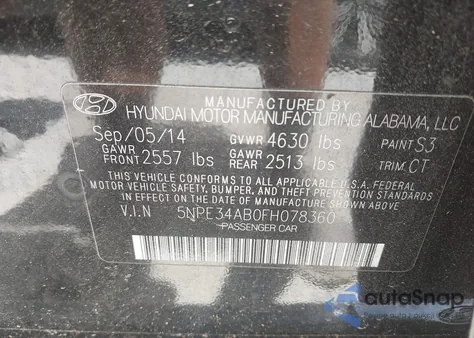 MANUFACTURED BY
HYUNDAI MOTOR MANUFACTURING ALABAMA, LLC
Sep/05/14 GVWR 4630 lbs PAINT S3
GAWR FRONT 2557 lbs GAWR REAR 2513 lbs TRIM CT
THIS VEHICLE CONFORMS TO ALL APPLICABLE U.S.A. FEDERAL
MOTOR VEHICLE SAFETY, BUMPER, AND THEFT PREVENTION STANDARDS
IN EFFECT ON THE DATE OF MANUFACTURE SHOWN ABOVE.
V.I.N 5NPE34AB0FH078360
PASSENGER CAR
autoSnap